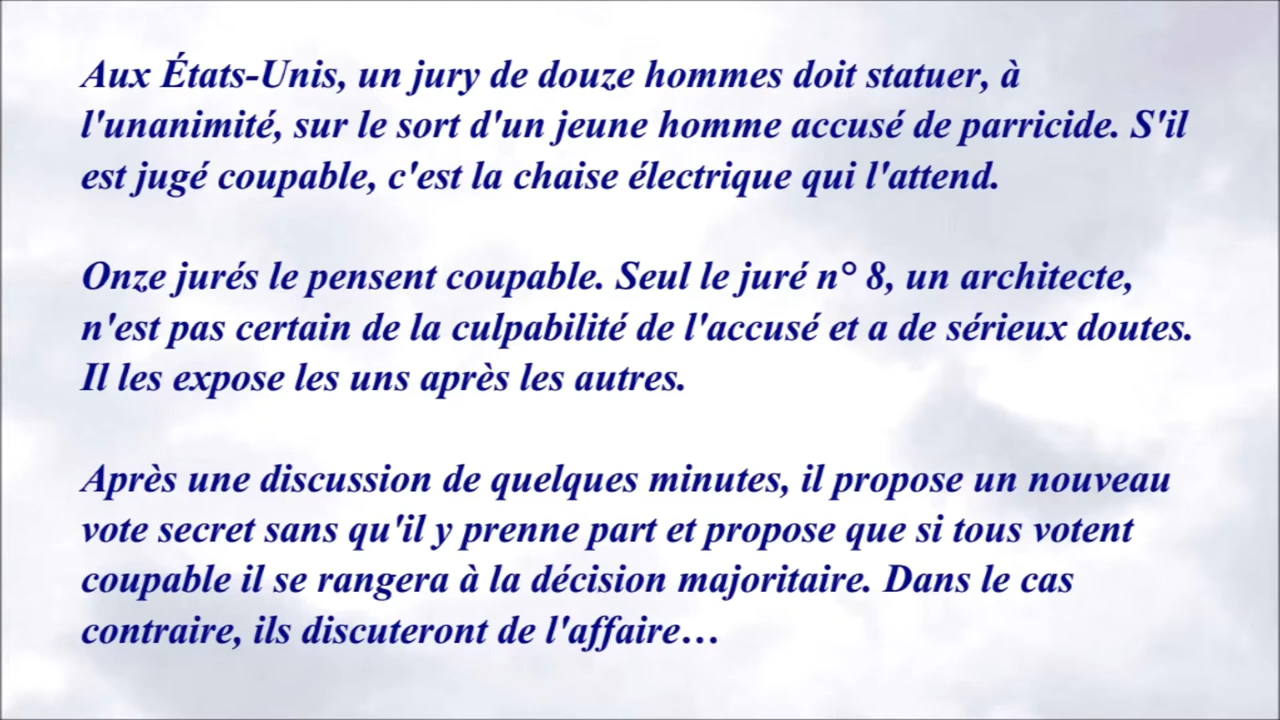 Aux États-Unis, un jury de douze hommes doit statuer, à
l'unanimité, sur le sort d'un jeune homme accusé de parricide. S'il
est jugé coupable, c'est la chaise électrique qui l'attend.
Onze jurés le pensent coupable. Seul le juré n° 8, un architecte,
n'est pas certain de la culpabilité de l'accusé et a de sérieux doutes.
Il les expose les uns après les autres.
Après une discussion de quelques minutes, il propose un nouveau
vote secret sans qu'il y prenne part et propose que si tous votent
coupable il se rangera à la décision majoritaire. Dans le cas
contraire, ils discuteront de l'affaire…